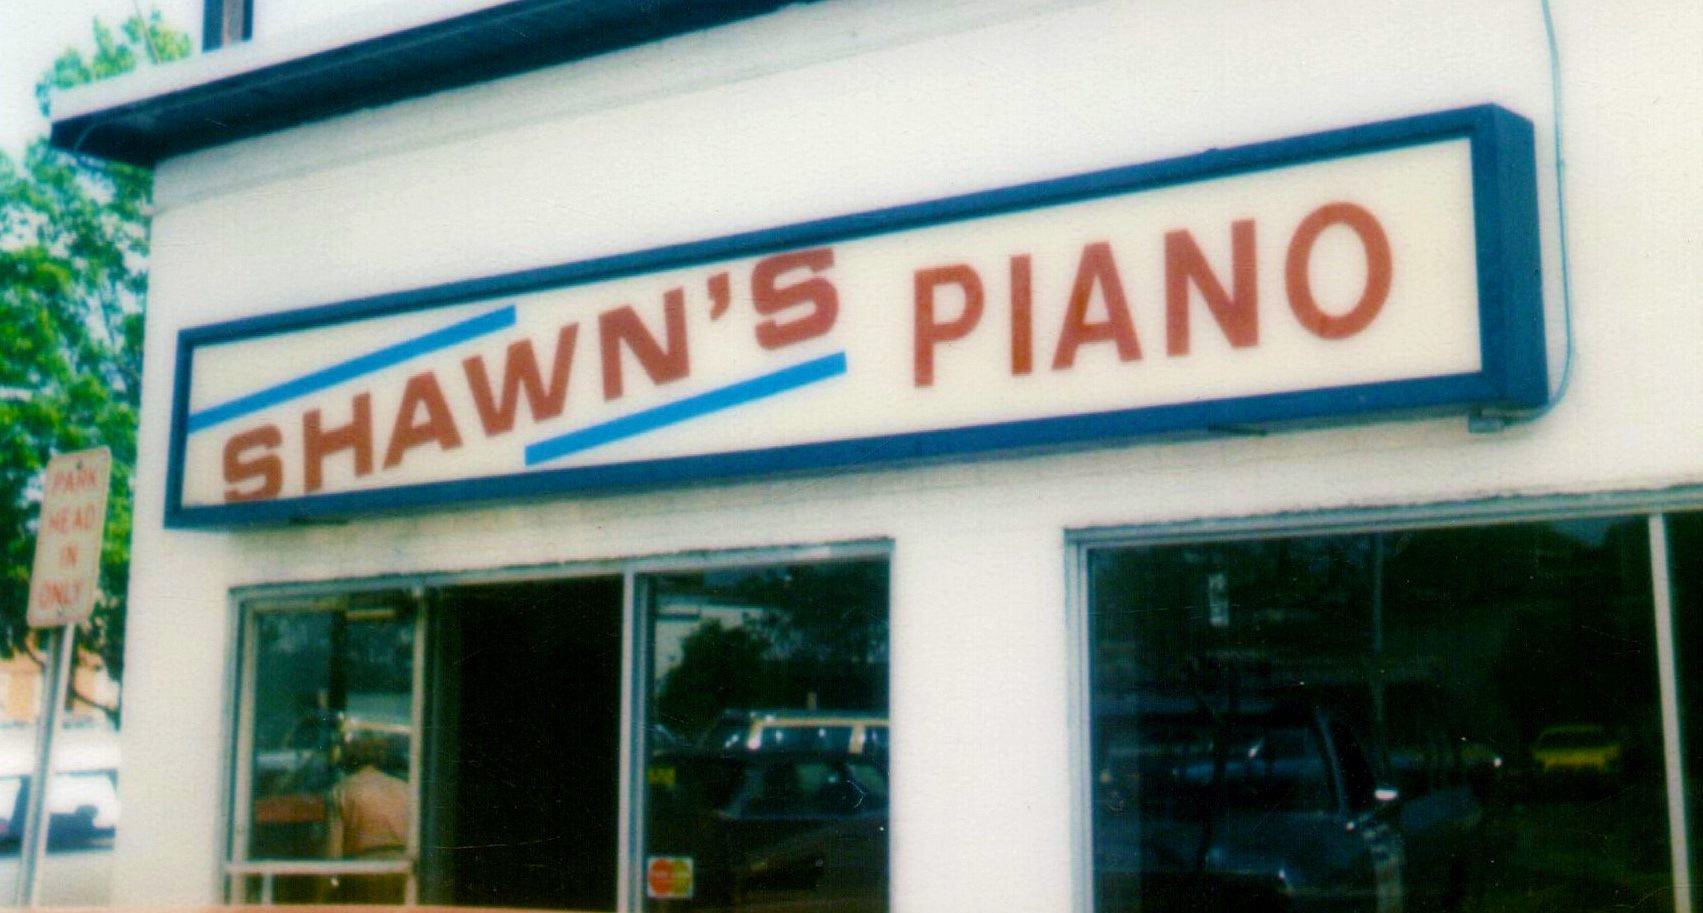 SHAWN'S PIANO
PARK
HEAD
IN
ONLY